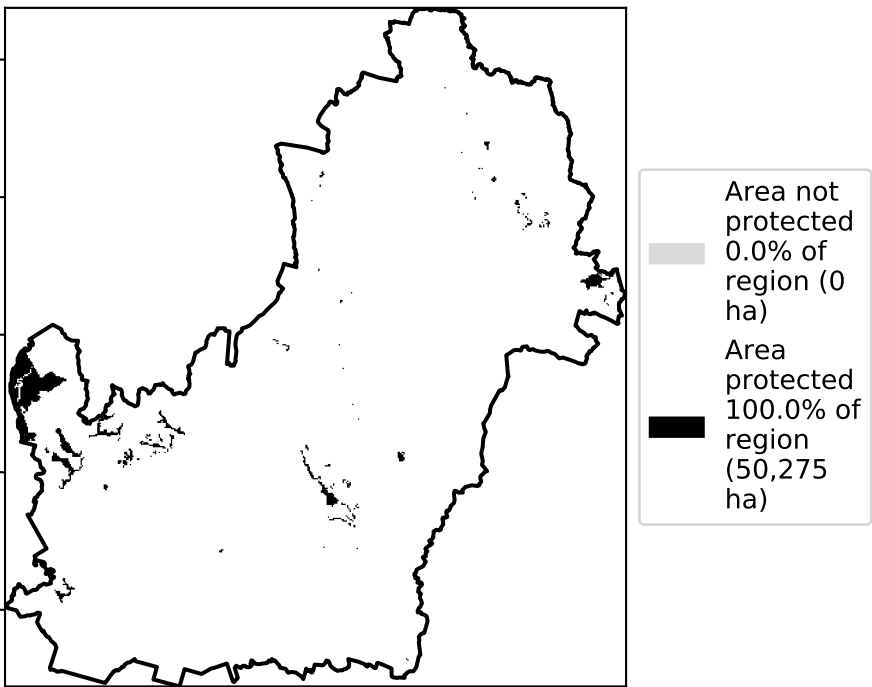 Area not
protected
0.0% of
region (0
ha)
Area
protected
100.0% of
region
(50,275
ha)